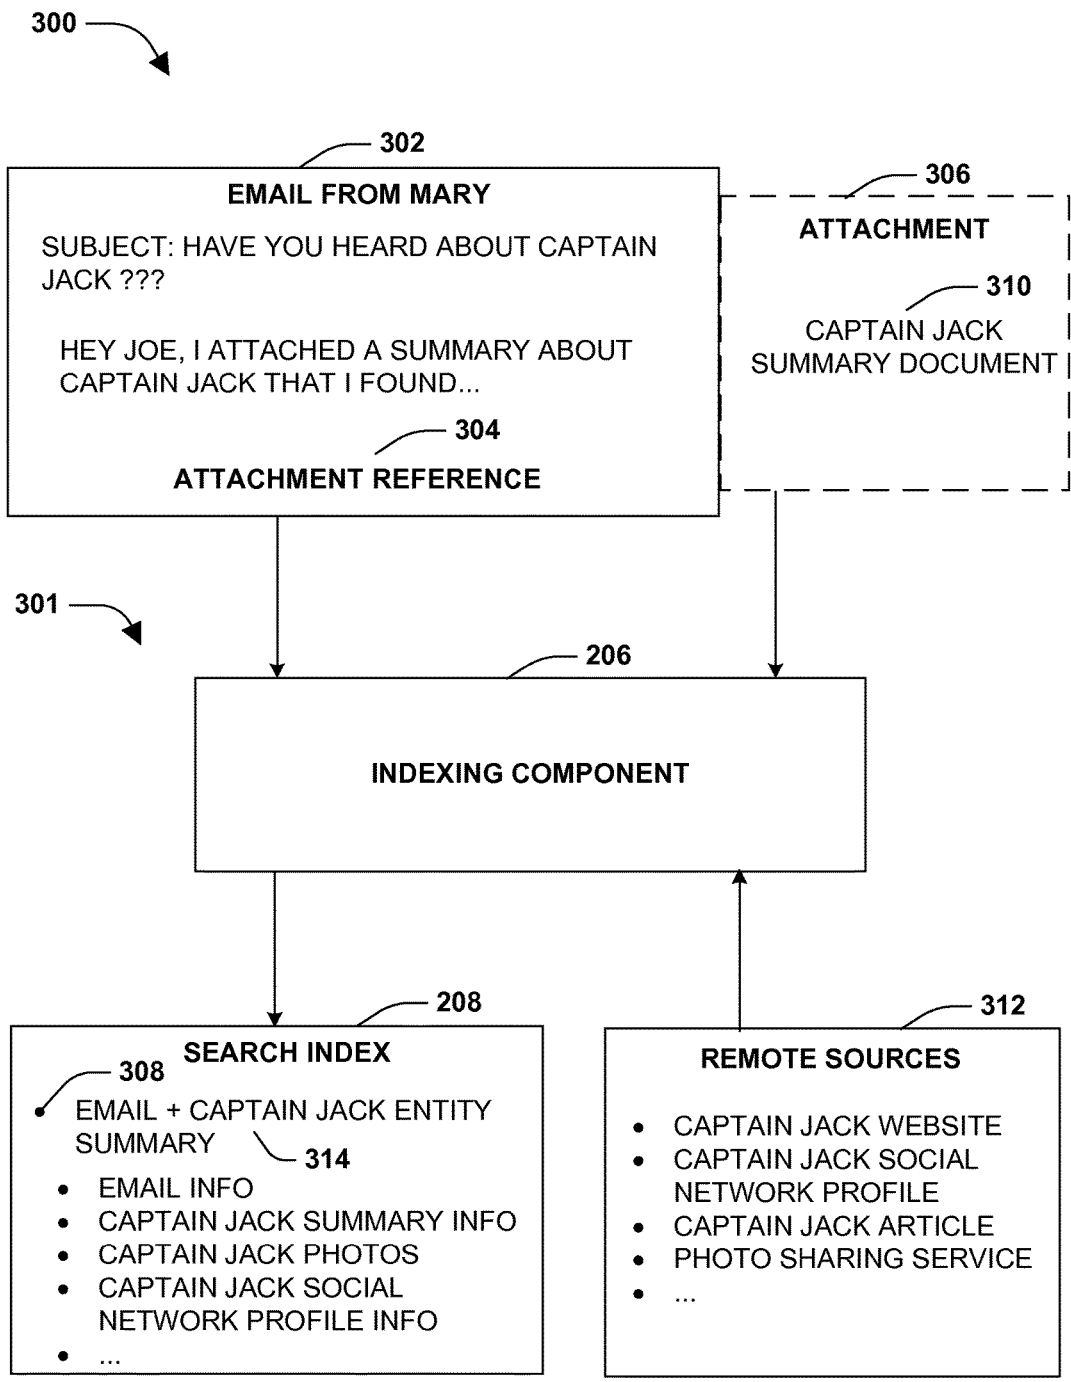 300
302
EMAIL FROM MARY
SUBJECT: HAVE YOU HEARD ABOUT CAPTAIN
JACK ???
HEY JOE, I ATTACHED A SUMMARY ABOUT
CAPTAIN JACK THAT I FOUND...
304
ATTACHMENT REFERENCE
306
ATTACHMENT
310
CAPTAIN JACK
SUMMARY DOCUMENT
301
206
INDEXING COMPONENT
208
SEARCH INDEX
308
• EMAIL + CAPTAIN JACK ENTITY
SUMMARY
314
• EMAIL INFO
• CAPTAIN JACK SUMMARY INFO
• CAPTAIN JACK PHOTOS
• CAPTAIN JACK SOCIAL
NETWORK PROFILE INFO
• ...
312
REMOTE SOURCES
• CAPTAIN JACK WEBSITE
• CAPTAIN JACK SOCIAL
NETWORK PROFILE
• CAPTAIN JACK ARTICLE
• PHOTO SHARING SERVICE
• ...